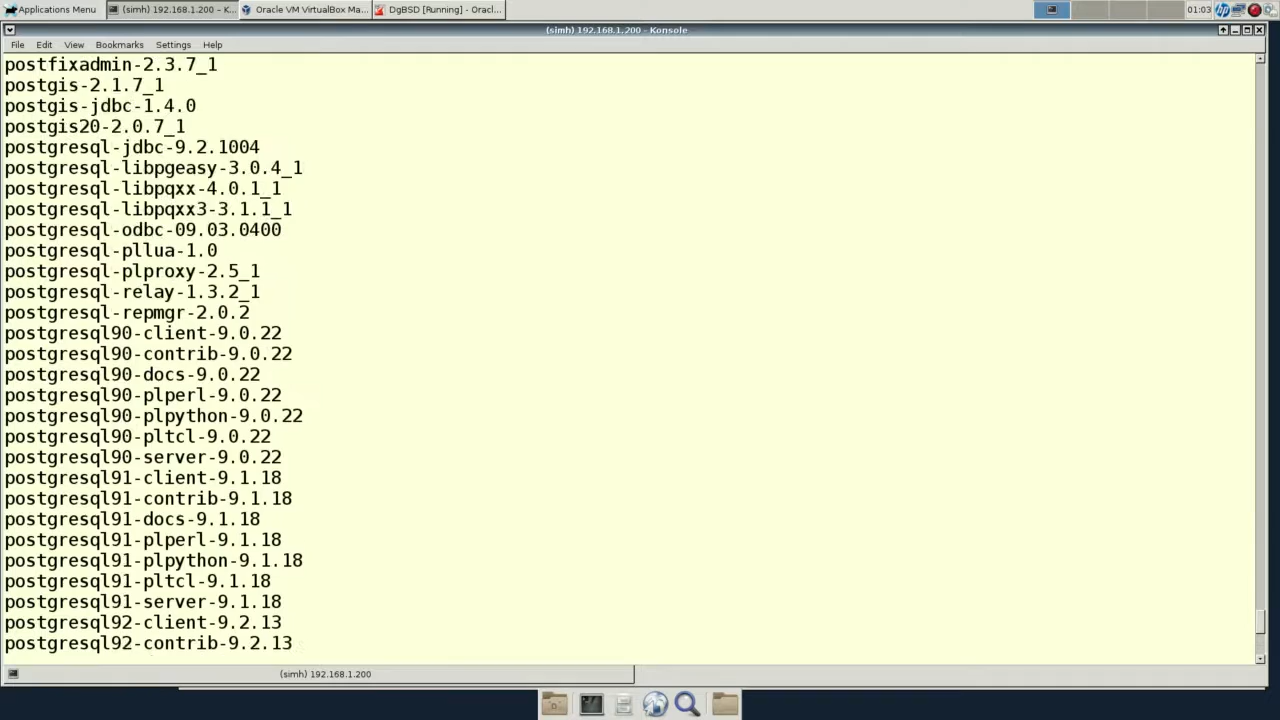 Applications Menu
(simh) 192.168.1.200 - K...
Oracle VM VirtualBox Ma...
DgBSD [Running] - Oracl...
01:03
(simh) 192.168.1.200 - Konsole
File Edit View Bookmarks Settings Help
postfixadmin-2.3.7_1
postgis-2.1.7_1
postgis-jdbc-1.4.0
postgis20-2.0.7_1
postgresql-jdbc-9.2.1004
postgresql-libpgeasy-3.0.4_1
postgresql-libpqxx-4.0.1_1
postgresql-libpqxx3-3.1.1_1
postgresql-odbc-09.03.0400
postgresql-pllua-1.0
postgresql-plproxy-2.5_1
postgresql-relay-1.3.2_1
postgresql-repmgr-2.0.2
postgresql90-client-9.0.22
postgresql90-contrib-9.0.22
postgresql90-docs-9.0.22
postgresql90-plperl-9.0.22
postgresql90-plpython-9.0.22
postgresql90-pltcl-9.0.22
postgresql90-server-9.0.22
postgresql91-client-9.1.18
postgresql91-contrib-9.1.18
postgresql91-docs-9.1.18
postgresql91-plperl-9.1.18
postgresql91-plpython-9.1.18
postgresql91-pltcl-9.1.18
postgresql91-server-9.1.18
postgresql92-client-9.2.13
postgresql92-contrib-9.2.13
(simh) 192.168.1.200